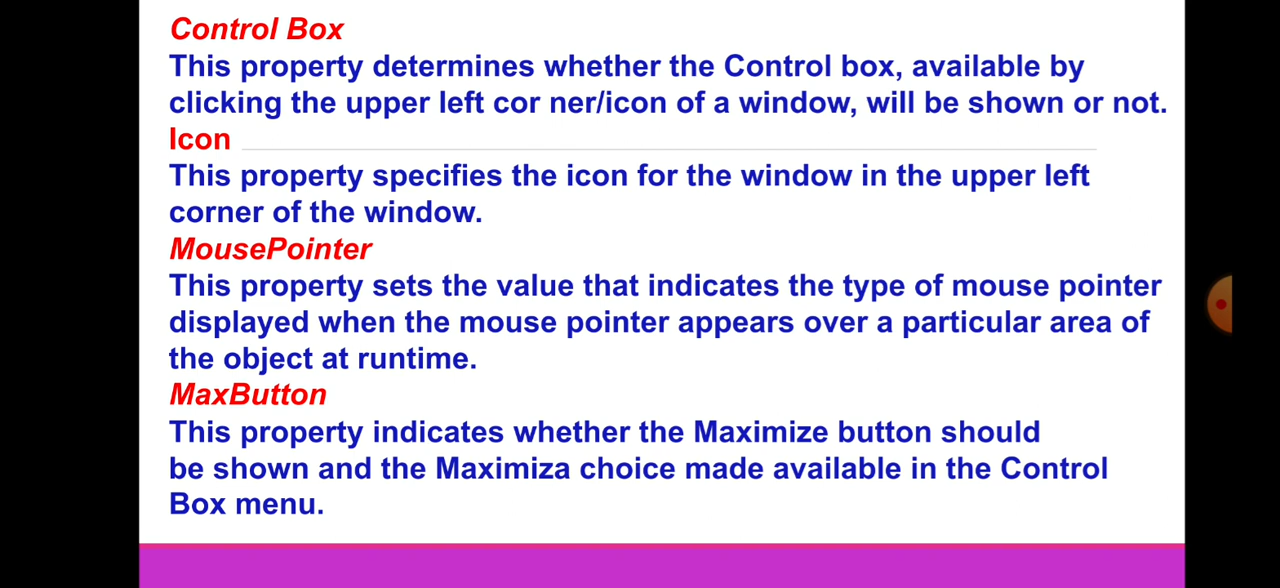 Control Box
This property determines whether the Control box, available by
clicking the upper left cor ner/icon of a window, will be shown or not.
Icon
This property specifies the icon for the window in the upper left
corner of the window.
MousePointer
This property sets the value that indicates the type of mouse pointer
displayed when the mouse pointer appears over a particular area of
the object at runtime.
MaxButton
This property indicates whether the Maximize button should
be shown and the Maximiza choice made available in the Control
Box menu.